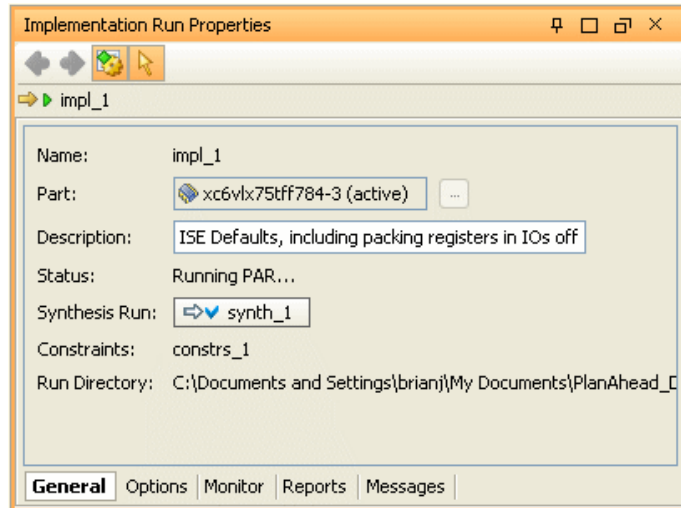 Implementation Run Properties
impl_1
Name: impl_1
Part: xc6vlx75tff784-3 (active) ...
Description: ISE Defaults, including packing registers in IOs off
Status: Running PAR...
Synthesis Run: synth_1
Constraints: constrs_1
Run Directory: C:\Documents and Settings\brianj\My Documents\PlanAhead_D
General Options Monitor Reports Messages